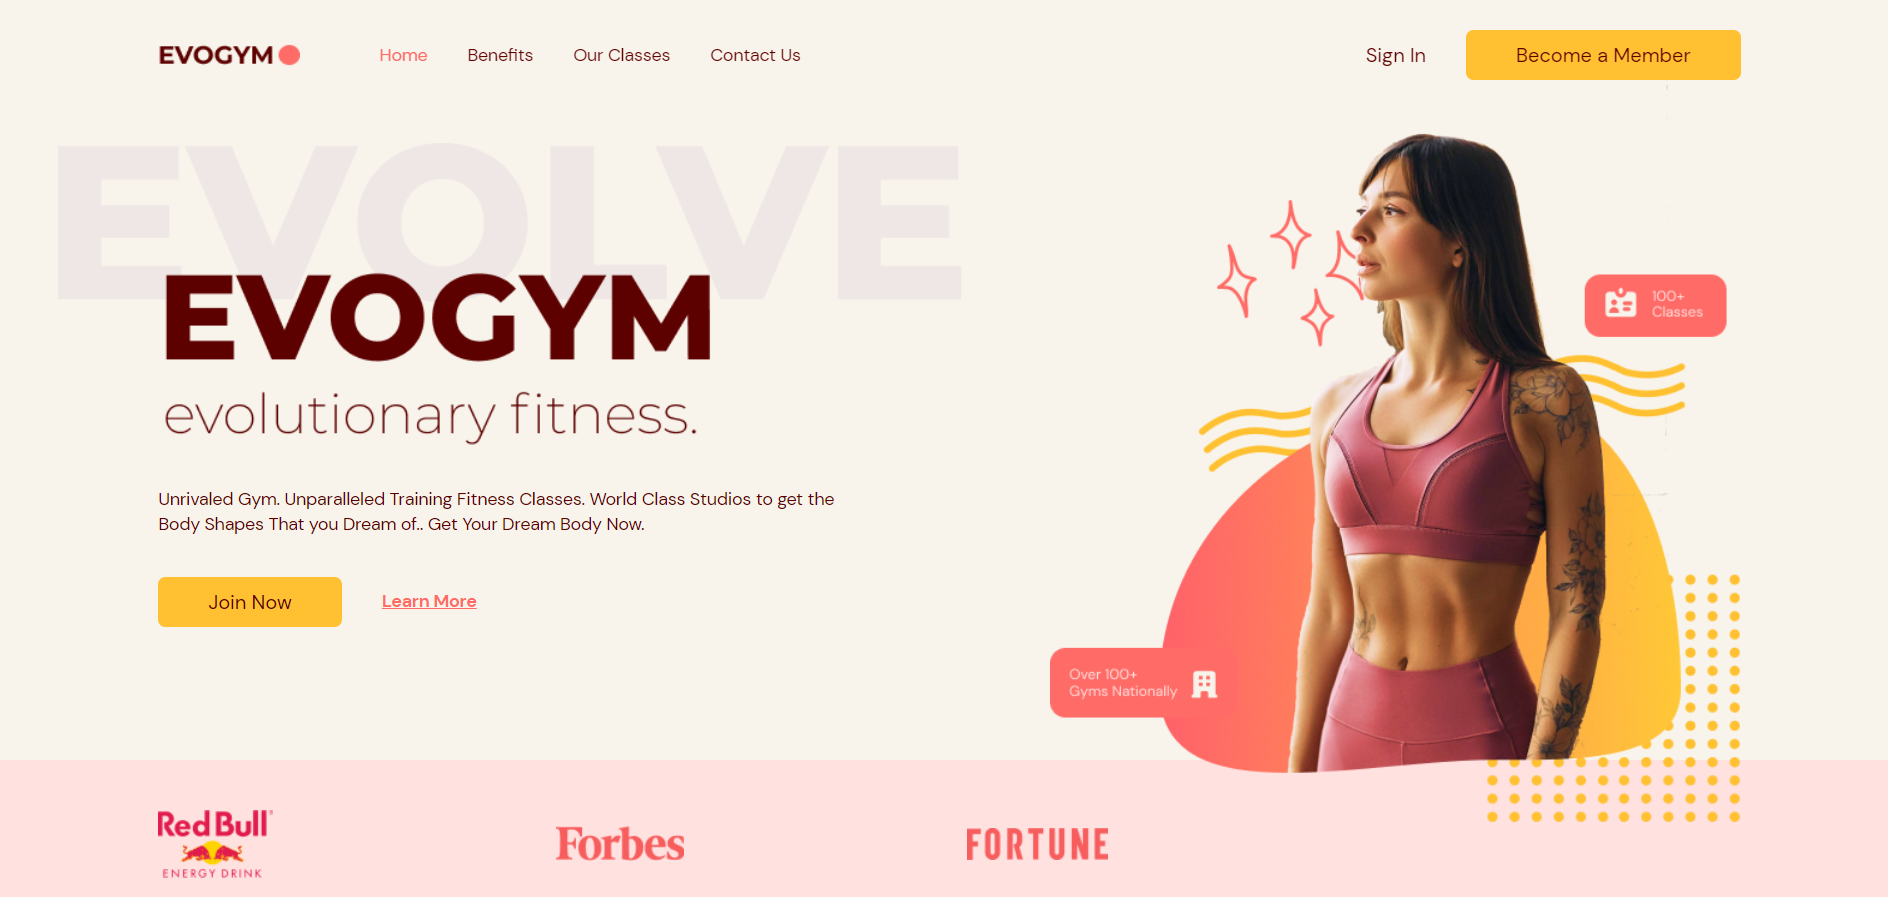 EVOGYM
Home
Benefits
Our Classes
Contact Us
Sign In
Become a Member
EVOLVE
EVOGYM
evolutionary fitness.
Unrivaled Gym. Unparalleled Training Fitness Classes. World Class Studios to get the
Body Shapes That you Dream of.. Get Your Dream Body Now.
Join Now
Learn More
100+
Classes
Over 100+
Gyms Nationally
Red Bull
ENERGY DRINK
Forbes
FORTUNE